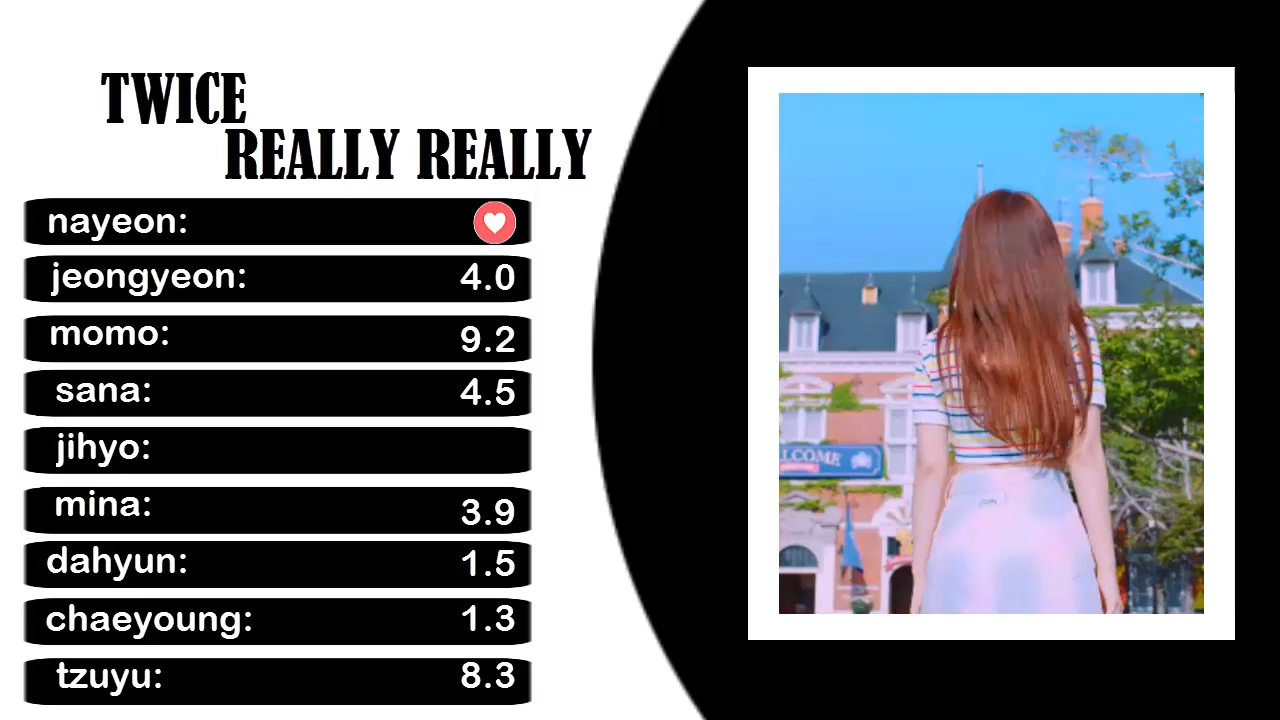 TWICE
REALLY REALLY
nayeon:
jeongyeon: 4.0
momo: 9.2
sana: 4.5
jihyo:
mina: 3.9
dahyun: 1.5
chaeyoung: 1.3
tzuyu: 8.3
LCOME